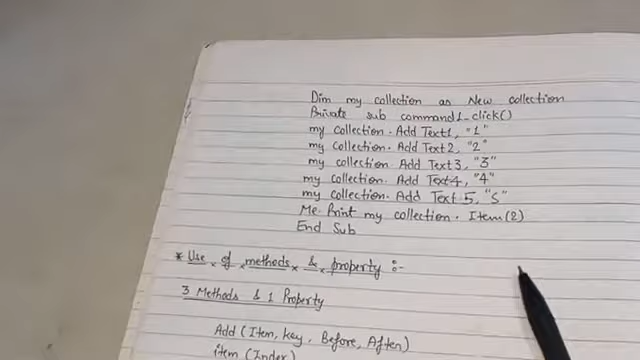 Dim my collection as New collection
Private sub command1_click()
my collection. Add Text1, "1"
my collection. Add Text2, "2"
my collection. Add Text3, "3"
my collection. Add Text4, "4"
my collection. Add Text 5, "5"
Me. Print my collection. Item(2)
End Sub
* Use of methods & property :-
3 Methods & 1 Property
Add (Item, key, Before, After)
item (Index)